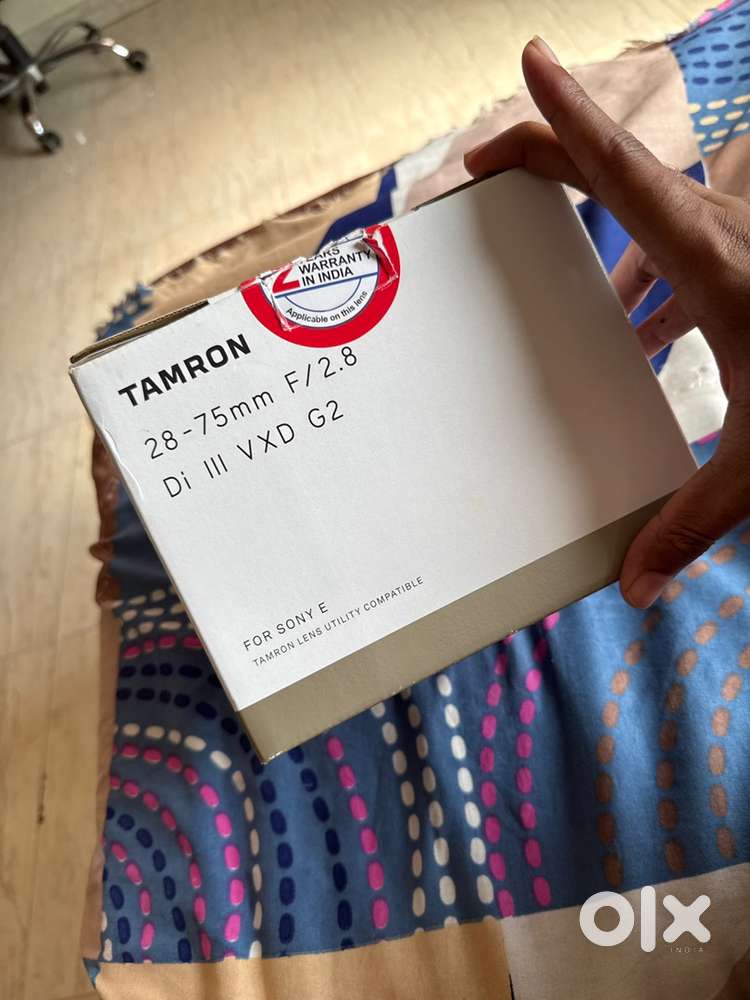 2
WARRANTY
IN INDIA
Applicable on this lens
TAMRON
28-75mm F/2.8
Di III VXD G2
FOR SONY E
TAMRON LENS UTILITY COMPATIBLE
olx
INDIA